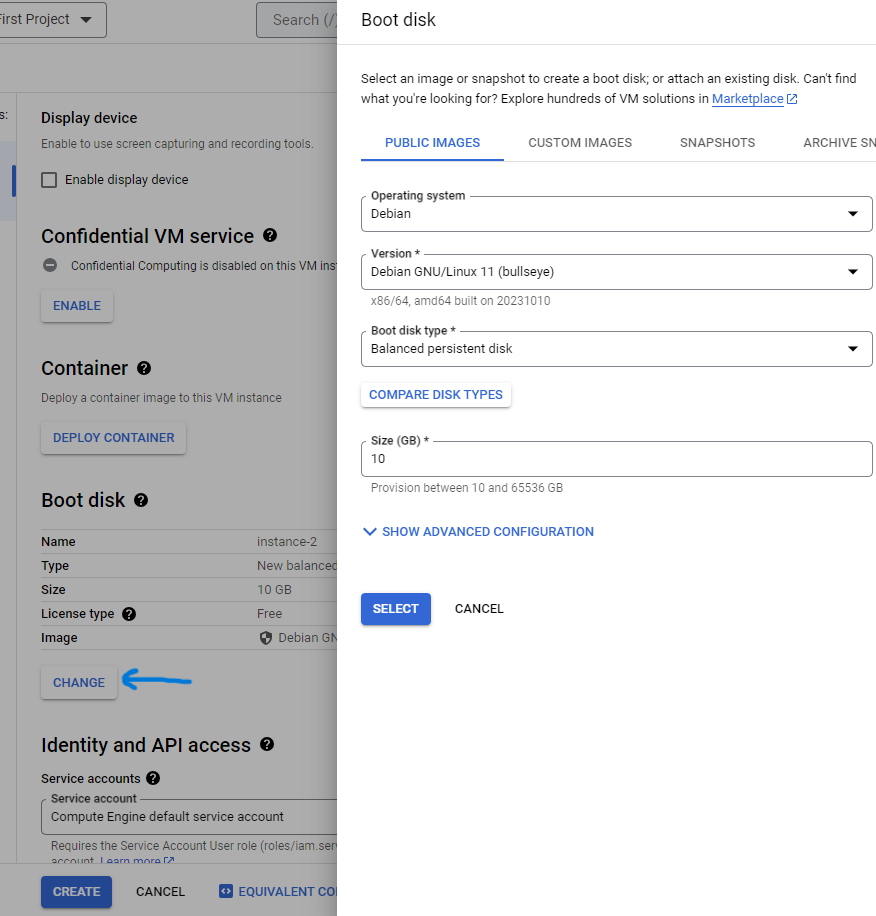 First Project
Search (/)
s:
Display device
Enable to use screen capturing and recording tools.
Enable display device
Confidential VM service
Confidential Computing is disabled on this VM inst
ENABLE
Container
Deploy a container image to this VM instance
DEPLOY CONTAINER
Boot disk
Name instance-2
Type New balanced
Size 10 GB
License type Free
Image Debian GN
CHANGE
Identity and API access
Service accounts
Service account
Compute Engine default service account
Requires the Service Account User role (roles/iam.serv
account. Learn more
CREATE CANCEL EQUIVALENT CO
Boot disk
Select an image or snapshot to create a boot disk; or attach an existing disk. Can't find
what you're looking for? Explore hundreds of VM solutions in Marketplace
PUBLIC IMAGES CUSTOM IMAGES SNAPSHOTS ARCHIVE SN
Operating system
Debian
Version *
Debian GNU/Linux 11 (bullseye)
x86/64, amd64 built on 20231010
Boot disk type *
Balanced persistent disk
COMPARE DISK TYPES
Size (GB) *
10
Provision between 10 and 65536 GB
SHOW ADVANCED CONFIGURATION
SELECT CANCEL